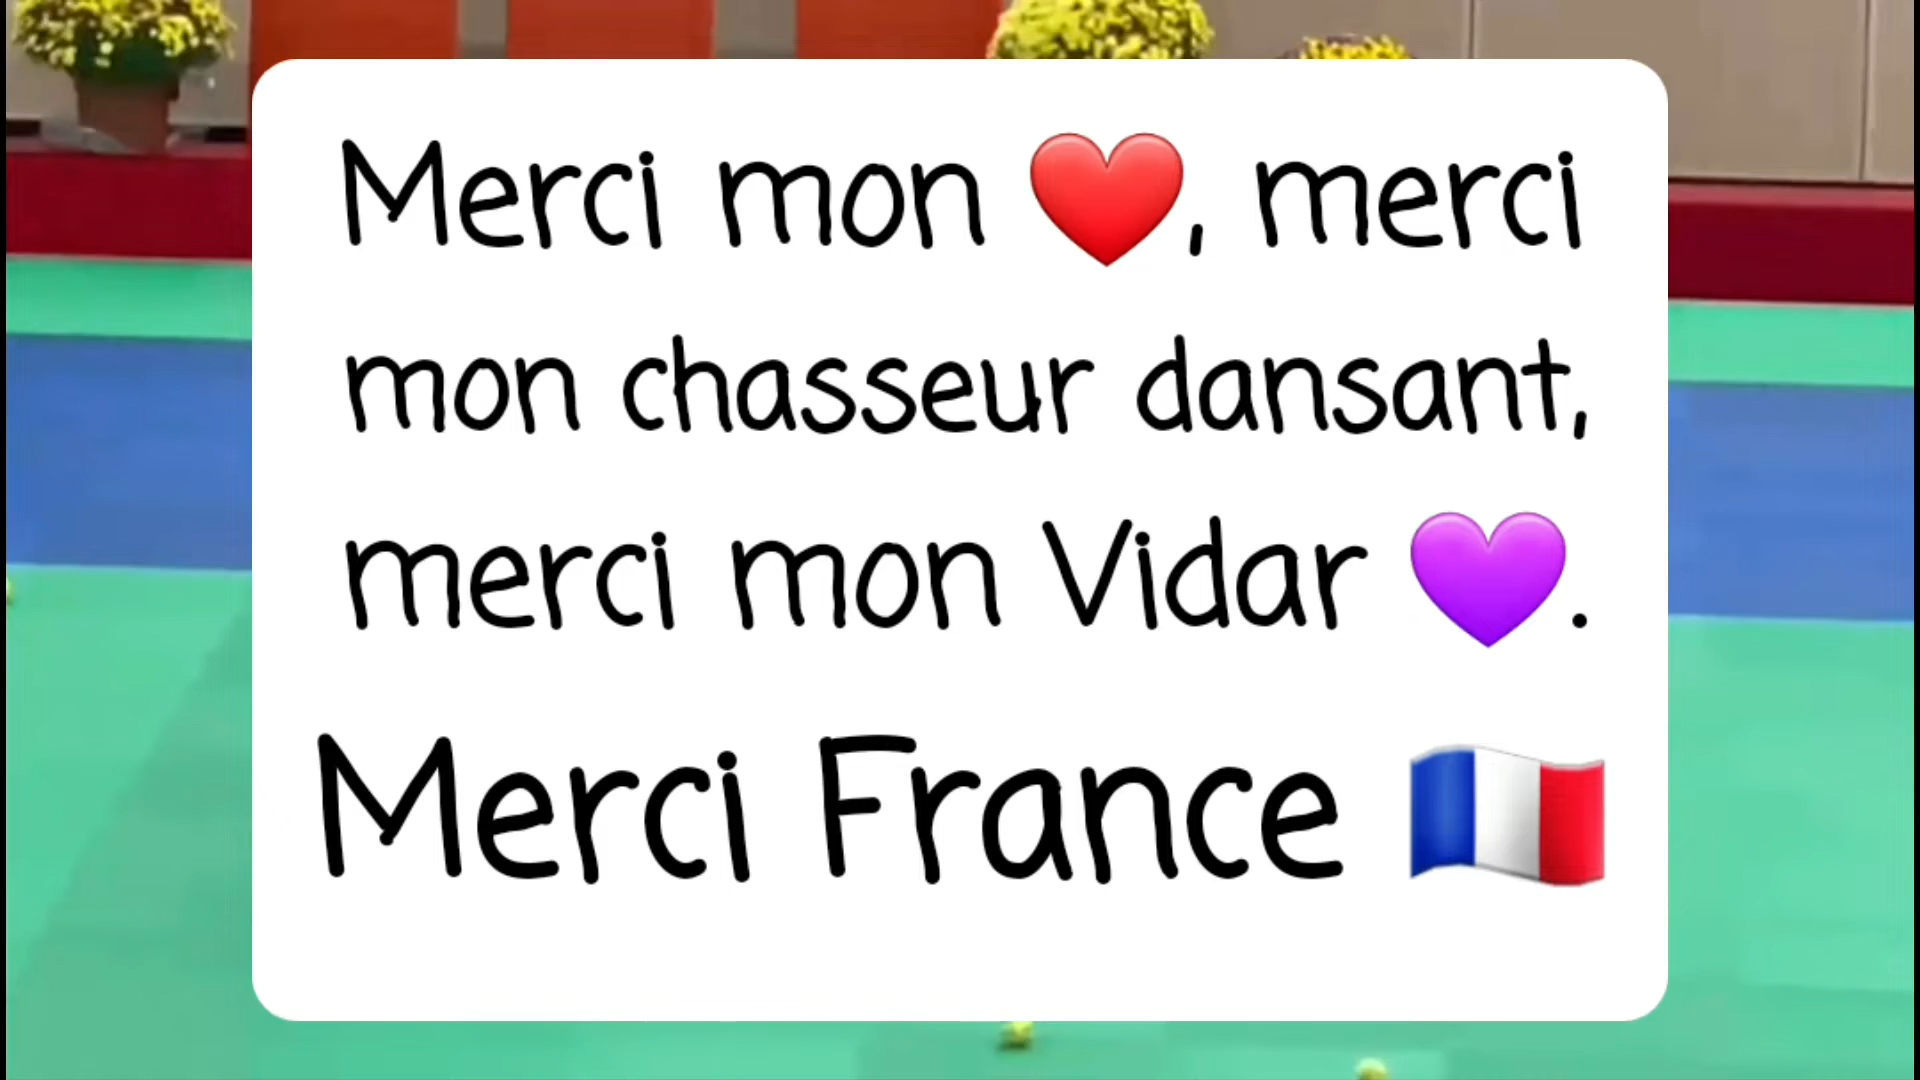 Merci mon ❤️, merci
mon chasseur dansant,
merci mon Vidar 💜.
Merci France 🇫🇷